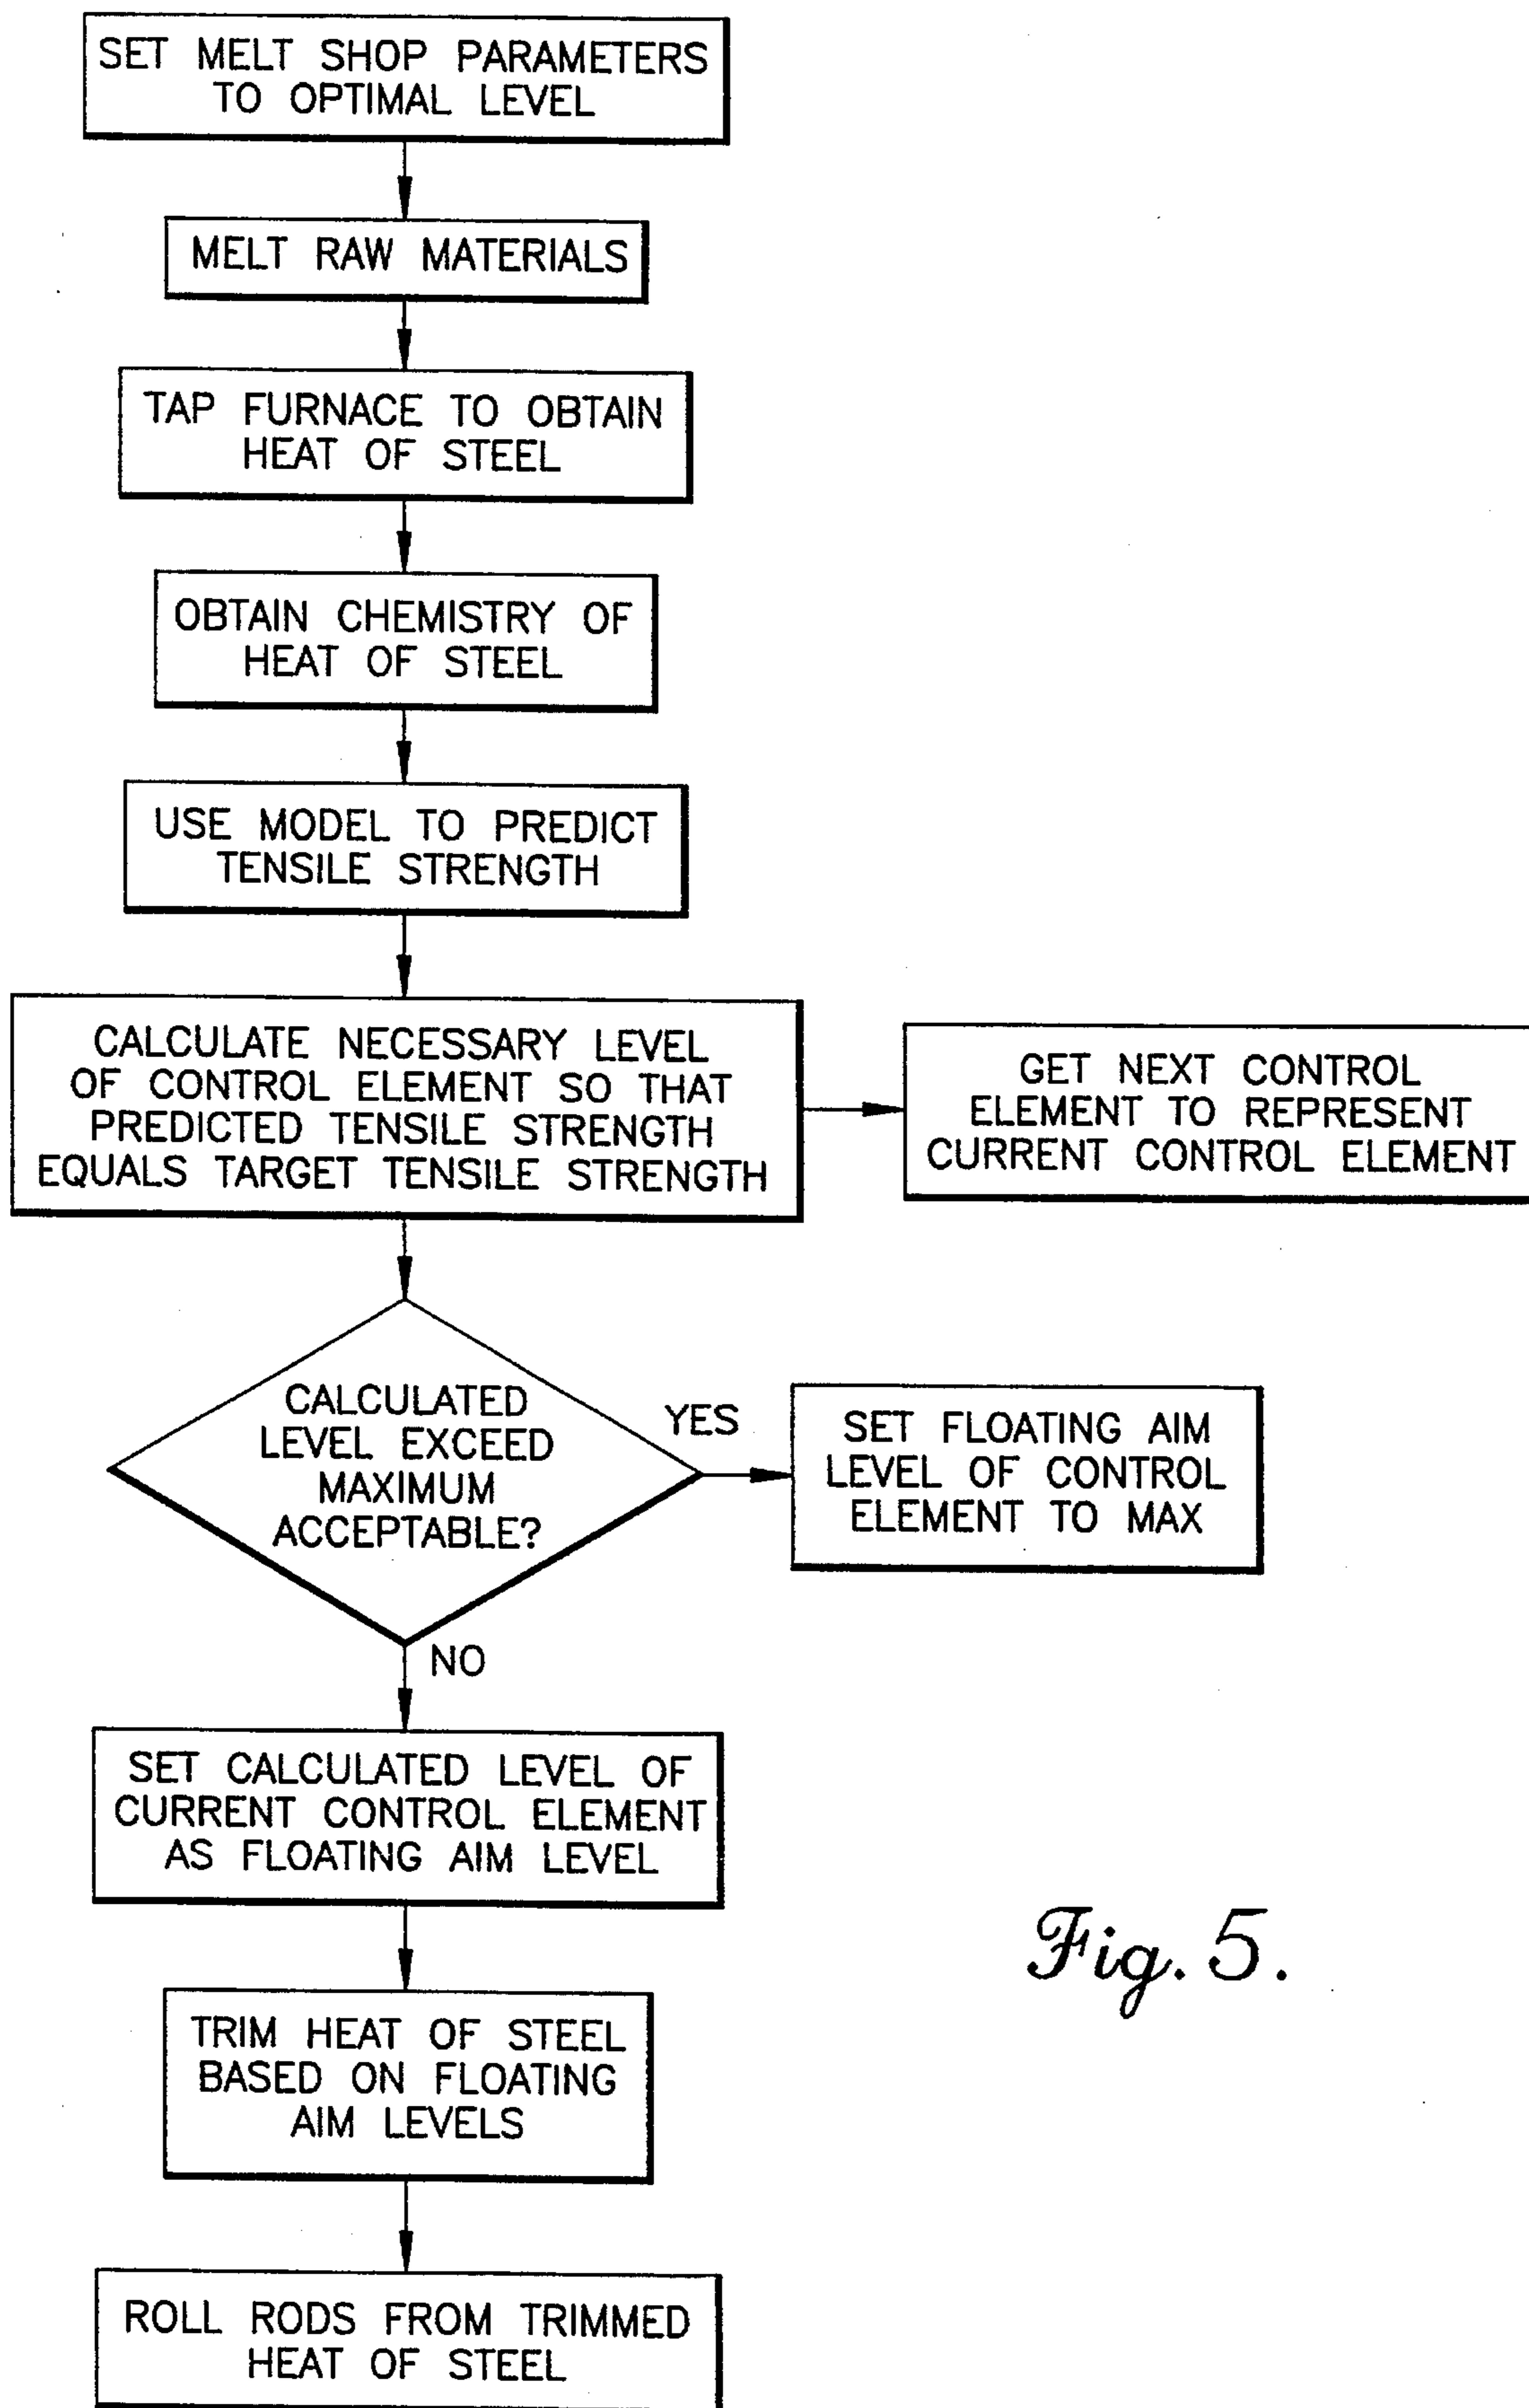 SET MELT SHOP PARAMETERS
TO OPTIMAL LEVEL
MELT RAW MATERIALS
TAP FURNACE TO OBTAIN
HEAT OF STEEL
OBTAIN CHEMISTRY OF
HEAT OF STEEL
USE MODEL TO PREDICT
TENSILE STRENGTH
CALCULATE NECESSARY LEVEL
OF CONTROL ELEMENT SO THAT
PREDICTED TENSILE STRENGTH
EQUALS TARGET TENSILE STRENGTH
GET NEXT CONTROL
ELEMENT TO REPRESENT
CURRENT CONTROL ELEMENT
CALCULATED
LEVEL EXCEED
MAXIMUM
ACCEPTABLE?
YES
SET FLOATING AIM
LEVEL OF CONTROL
ELEMENT TO MAX
NO
SET CALCULATED LEVEL OF
CURRENT CONTROL ELEMENT
AS FLOATING AIM LEVEL
TRIM HEAT OF STEEL
BASED ON FLOATING
AIM LEVELS
ROLL RODS FROM TRIMMED
HEAT OF STEEL
Fig. 5.